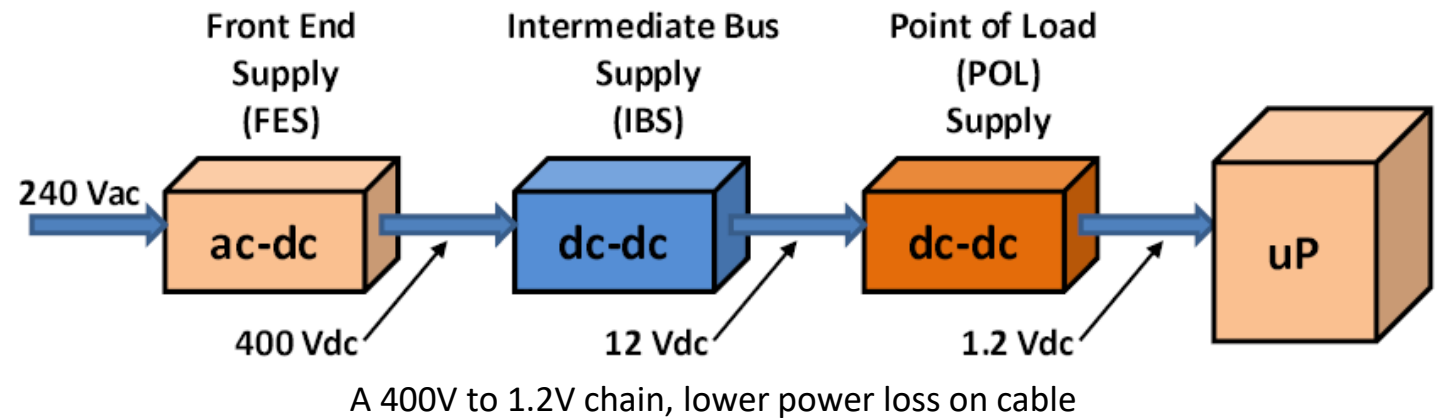 Front End
Supply
(FES)
Intermediate Bus
Supply
(IBS)
Point of Load
(POL)
Supply
240 Vac
ac-dc
dc-dc
dc-dc
uP
400 Vdc
12 Vdc
1.2 Vdc
A 400V to 1.2V chain, lower power loss on cable